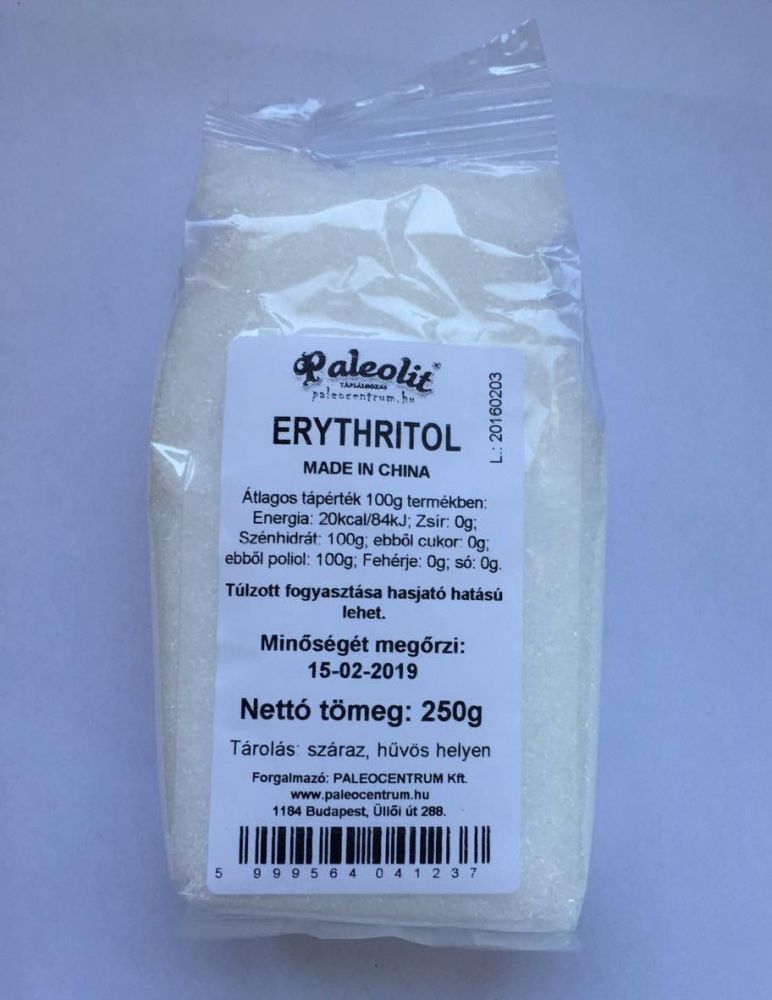 Paleolit®
TÁPLÁLKOZÁS
paleocentrum.hu
L.: 20160203
ERYTHRITOL
MADE IN CHINA
Átlagos tápérték 100g termékben:
Energia: 20kcal/84kJ; Zsír: 0g;
Szénhidrát: 100g; ebből cukor: 0g;
ebből poliol: 100g; Fehérje: 0g; só: 0g.
Túlzott fogyasztása hasjató hatású
lehet.
Minőségét megőrzi:
15-02-2019
Nettó tömeg: 250g
Tárolás: száraz, hűvös helyen
Forgalmazó: PALEOCENTRUM Kft.
www.paleocentrum.hu
1184 Budapest, Üllői út 288.
5 999564 041237